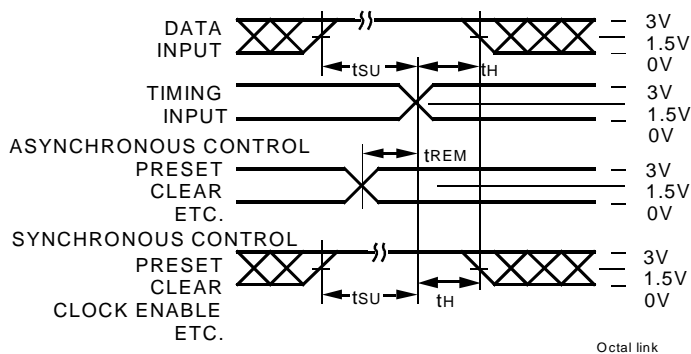 DATA
INPUT
3V
1.5V
0V
tSU
tH
TIMING
INPUT
3V
1.5V
0V
ASYNCHRONOUS CONTROL
tREM
PRESET
CLEAR
ETC.
3V
1.5V
0V
SYNCHRONOUS CONTROL
PRESET
CLEAR
CLOCK ENABLE
ETC.
3V
1.5V
0V
tSU
tH
Octal link